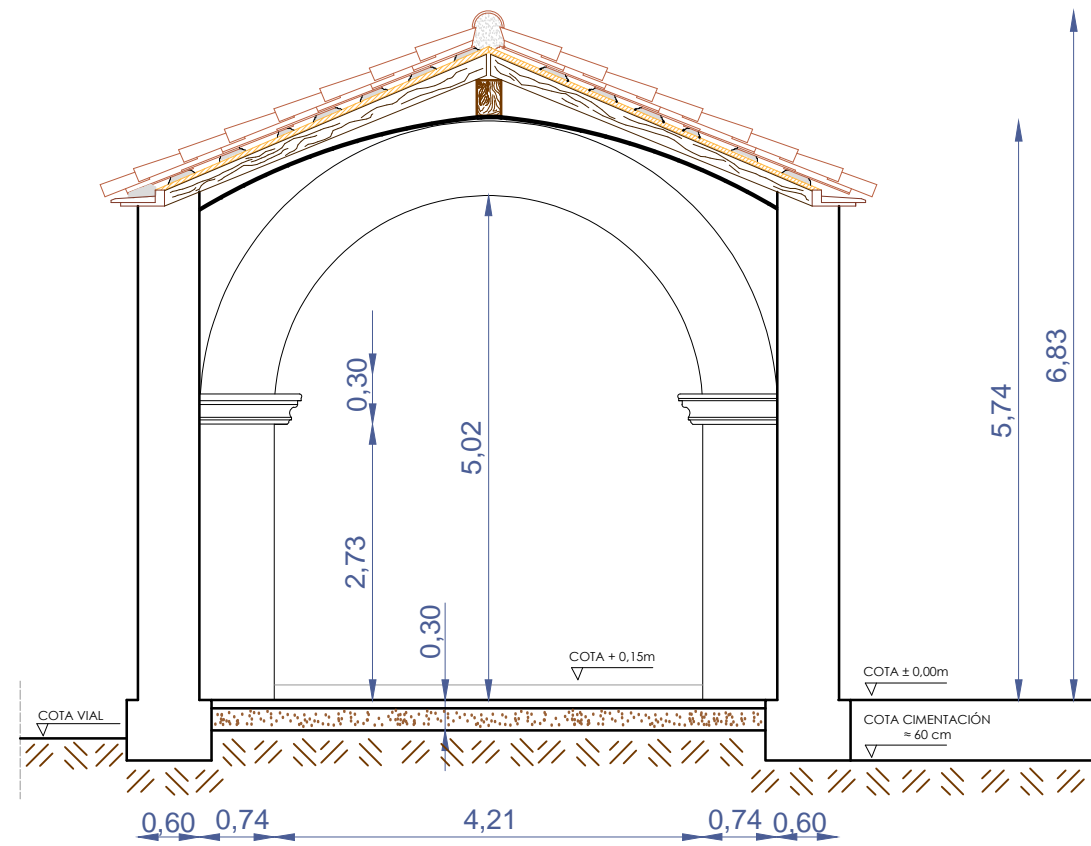 6,83
5,74
0,30
5,02
2,73
0,30
COTA + 0,15m
COTA ± 0,00m
COTA VIAL
COTA CIMENTACIÓN
≈ 60 cm
0,60 0,74 4,21 0,74 0,60